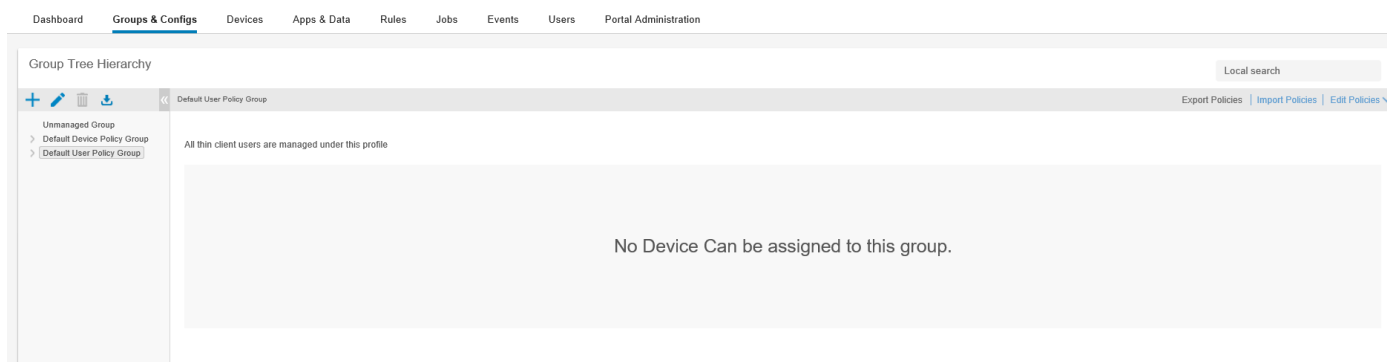 Dashboard Groups & Configs Devices Apps & Data Rules Jobs Events Users Portal Administration
Group Tree Hierarchy
Local search
Default User Policy Group
Export Policies | Import Policies | Edit Policies
Unmanaged Group
Default Device Policy Group
Default User Policy Group
All thin client users are managed under this profile
No Device Can be assigned to this group.